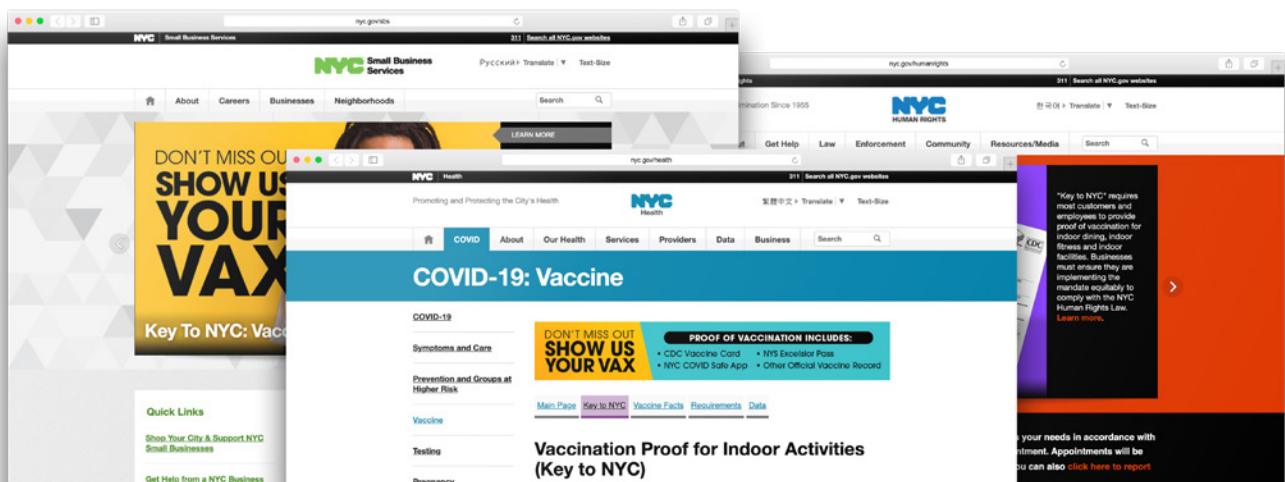 nyc.gov/sbs
NYC Small Business Services
311 Search all NYC.gov websites
NYC Small Business
Services
Русский Translate ▼ Text-Size
About Careers Businesses Neighborhoods
Search
LEARN MORE
DON'T MISS OU
SHOW US
YOUR
VAX
Key To NYC: Vacc
Quick Links
Shop Your City & Support NYC
Small Businesses
Get Help from a NYC Business
nyc.gov/health
NYC Health
311 Search all NYC.gov websites
Promoting and Protecting the City's Health
NYC
Health
繁體中文 Translate ▼ Text-Size
COVID About Our Health Services Providers Data Business
Search
COVID-19: Vaccine
COVID-19
Symptoms and Care
Prevention and Groups at
Higher Risk
Vaccine
Testing
Pregnancy
DON'T MISS OUT
SHOW US
YOUR VAX
PROOF OF VACCINATION INCLUDES:
• CDC Vaccine Card • NYS Excelsior Pass
• NYC COVID Safe App • Other Official Vaccine Record
Main Page Key to NYC Vaccine Facts Requirements Data
Vaccination Proof for Indoor Activities
(Key to NYC)
nyc.gov/humanrights
ights
311 Search all NYC.gov websites
mination Since 1955
NYC
HUMAN RIGHTS
한국어 Translate ▼ Text-Size
Get Help Law Enforcement Community Resources/Media
Search
CDC
"Key to NYC" requires
most customers and
employees to provide
proof of vaccination for
indoor dining, indoor
fitness and indoor
facilities. Businesses
must ensure they are
implementing the
mandate equitably to
comply with the NYC
Human Rights Law.
Learn more.
your needs in accordance with
ntment. Appointments will be
ou can also click here to report